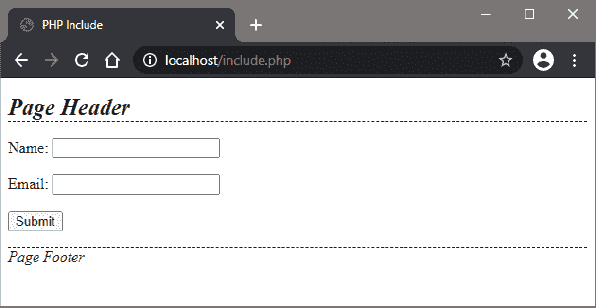 PHP Include
localhost/include.php
Page Header
Name:
Email:
Submit
Page Footer